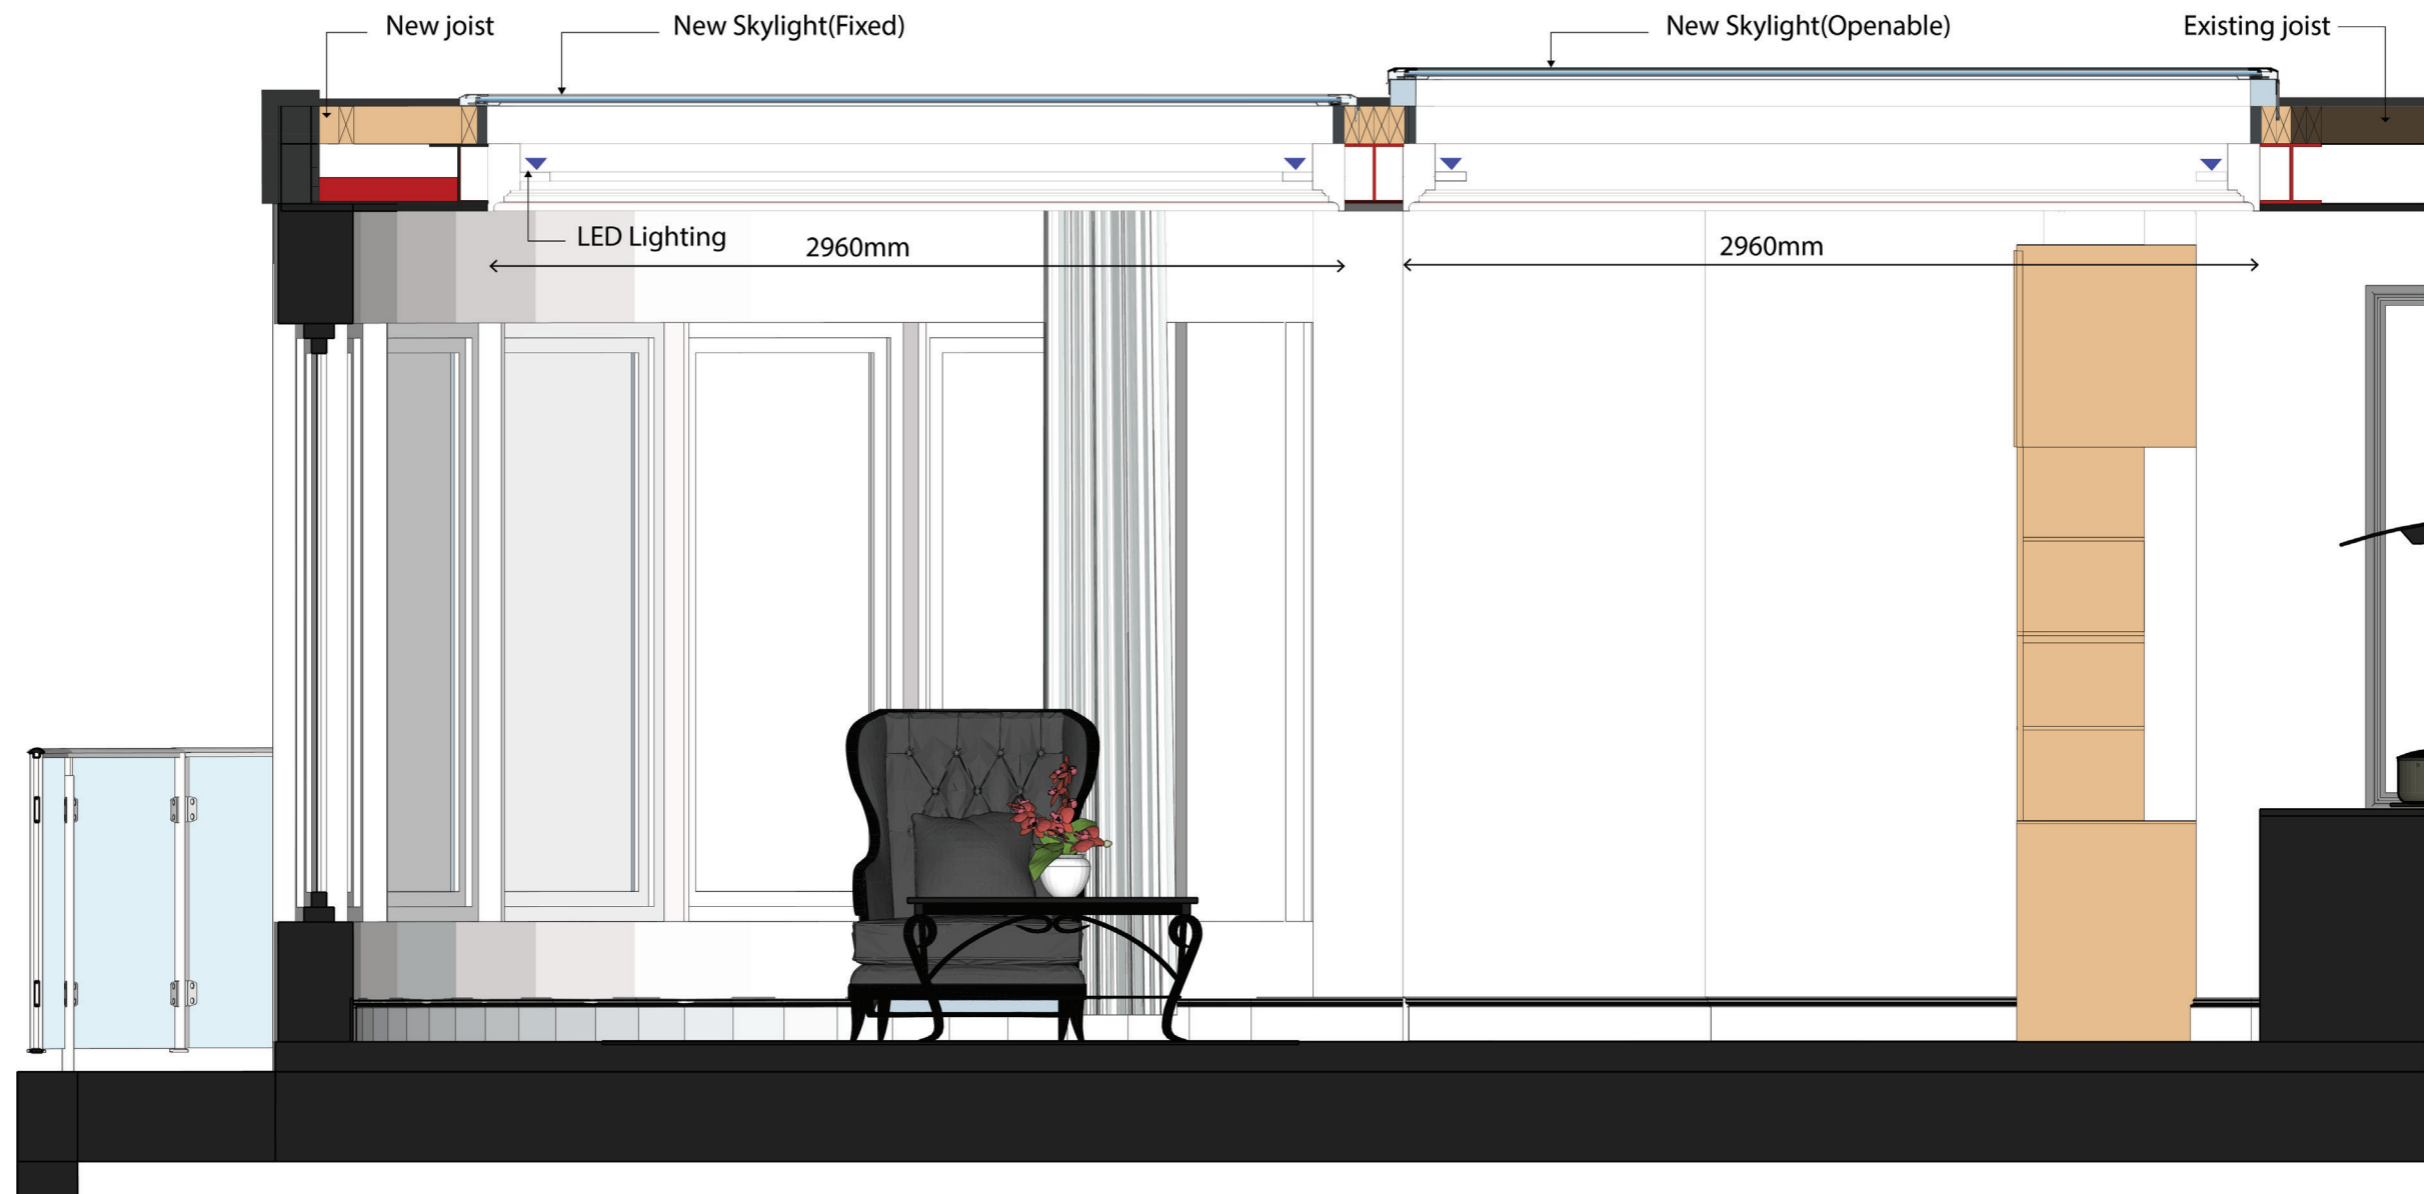 New joist
New Skylight(Fixed)
New Skylight(Openable)
Existing joist
LED Lighting
2960mm
2960mm